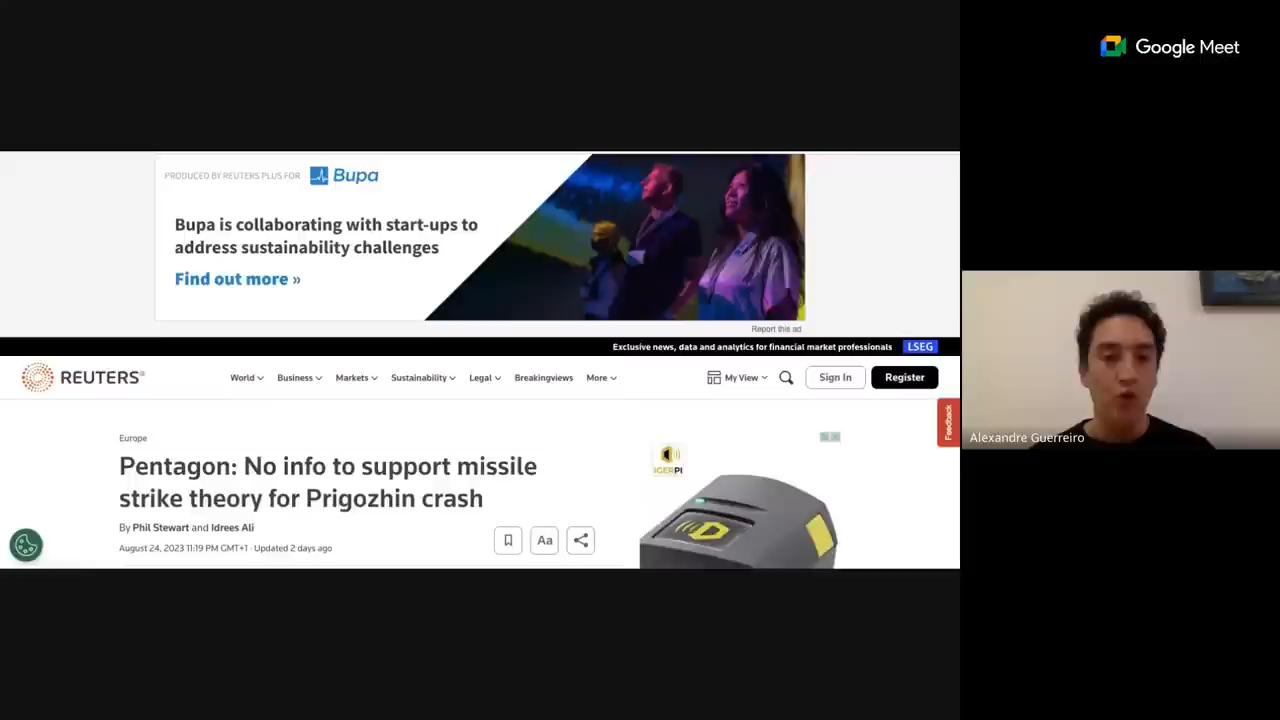 Google Meet
PRODUCED BY REUTERS PLUS FOR
Bupa
Bupa is collaborating with start-ups to
address sustainability challenges
Find out more »
Report this ad
Exclusive news, data and analytics for financial market professionals LSEG
REUTERS®
World Business Markets Sustainability Legal Breakingviews More My View Sign In Register
Feedback
Europe
Pentagon: No info to support missile
strike theory for Prigozhin crash
By Phil Stewart and Idrees Ali
August 24, 2023 11:19 PM GMT+1 · Updated 2 days ago
Aa
IGERPI
Alexandre Guerreiro